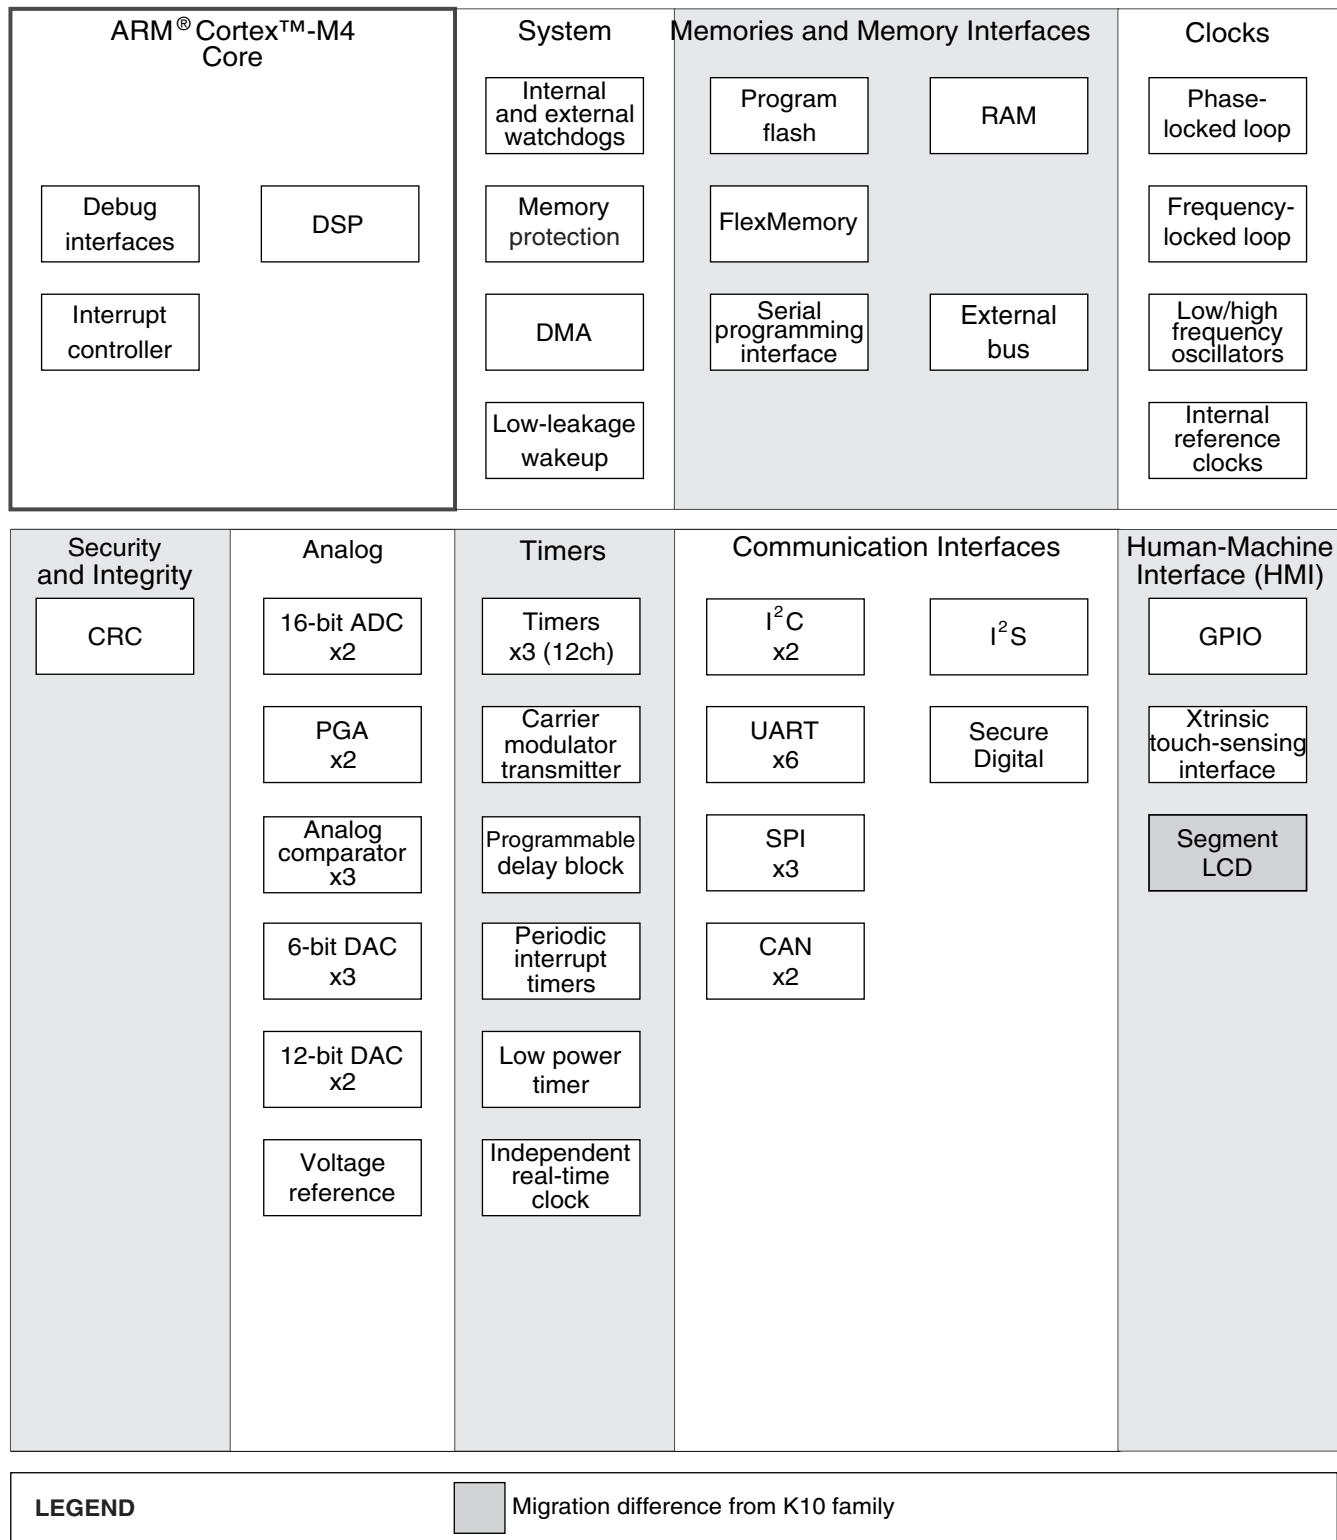 ARM® Cortex™-M4
Core
Debug
interfaces
DSP
Interrupt
controller
System
Internal
and external
watchdogs
Memory
protection
DMA
Low-leakage
wakeup
Memories and Memory Interfaces
Program
flash
RAM
FlexMemory
Serial
programming
interface
External
bus
Clocks
Phase-
locked loop
Frequency-
locked loop
Low/high
frequency
oscillators
Internal
reference
clocks
Security
and Integrity
CRC
Analog
16-bit ADC
x2
PGA
x2
Analog
comparator
x3
6-bit DAC
x3
12-bit DAC
x2
Voltage
reference
Timers
Timers
x3 (12ch)
Carrier
modulator
transmitter
Programmable
delay block
Periodic
interrupt
timers
Low power
timer
Independent
real-time
clock
Communication Interfaces
I²C
x2
I²S
UART
x6
Secure
Digital
SPI
x3
CAN
x2
Human-Machine
Interface (HMI)
GPIO
Xtrinsic
touch-sensing
interface
Segment
LCD
LEGEND
Migration difference from K10 family